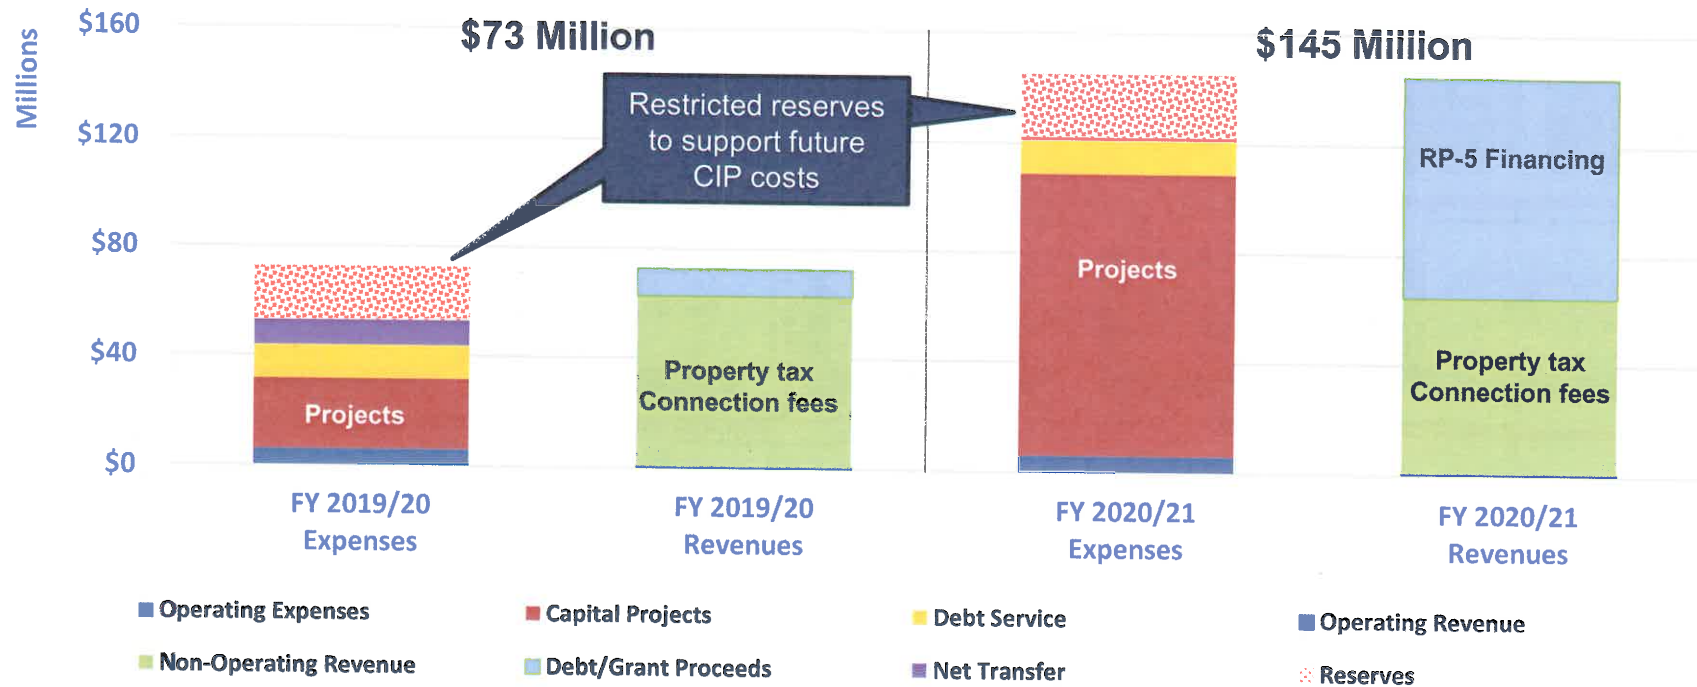 Millions
$160
$120
$80
$40
$0
$73 Million
$145 Million
Restricted reserves
to support future
CIP costs
Projects
Property tax
Connection fees
Projects
RP-5 Financing
Property tax
Connection fees
FY 2019/20
Expenses
FY 2019/20
Revenues
FY 2020/21
Expenses
FY 2020/21
Revenues
Operating Expenses
Capital Projects
Debt Service
Operating Revenue
Non-Operating Revenue
Debt/Grant Proceeds
Net Transfer
Reserves